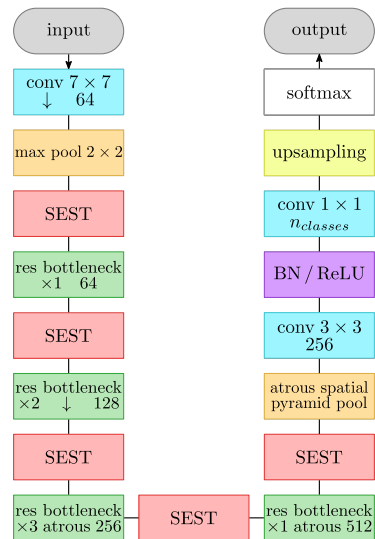 input
conv 7 × 7
↓ 64
max pool 2 × 2
SEST
res bottleneck
×1 64
SEST
res bottleneck
×2 ↓ 128
SEST
res bottleneck
×3 atrous 256
SEST
res bottleneck
×1 atrous 512
SEST
atrous spatial
pyramid pool
conv 3 × 3
256
BN / ReLU
conv 1 × 1
n_{classes}
upsampling
softmax
output